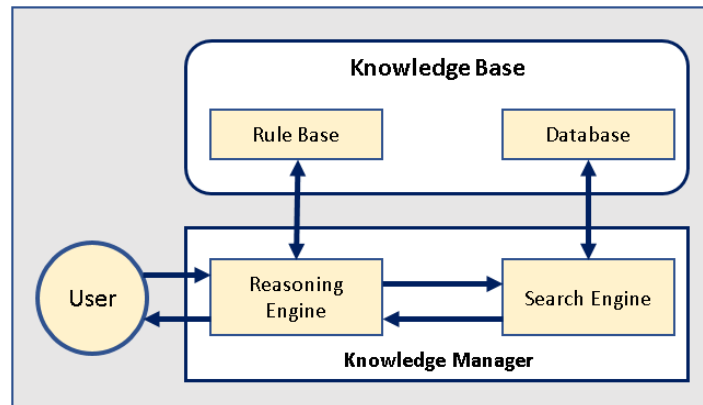 Knowledge Base
Rule Base
Database
User
Reasoning
Engine
Search Engine
Knowledge Manager